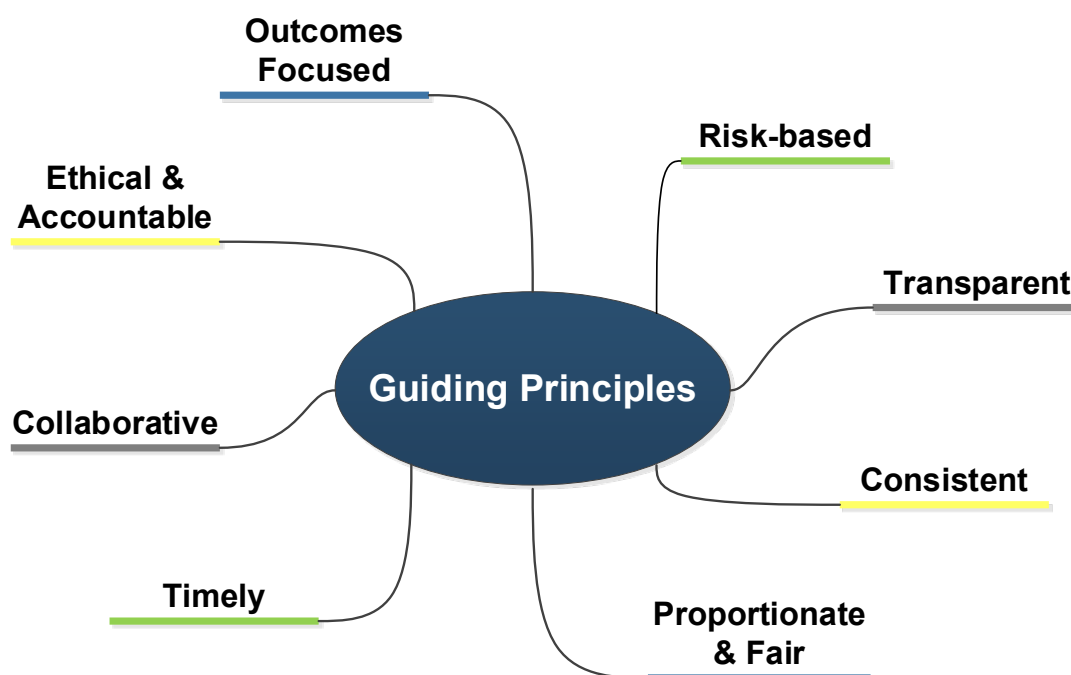 Outcomes
Focused
Risk-based
Ethical &
Accountable
Transparent
Guiding Principles
Collaborative
Consistent
Timely
Proportionate
& Fair